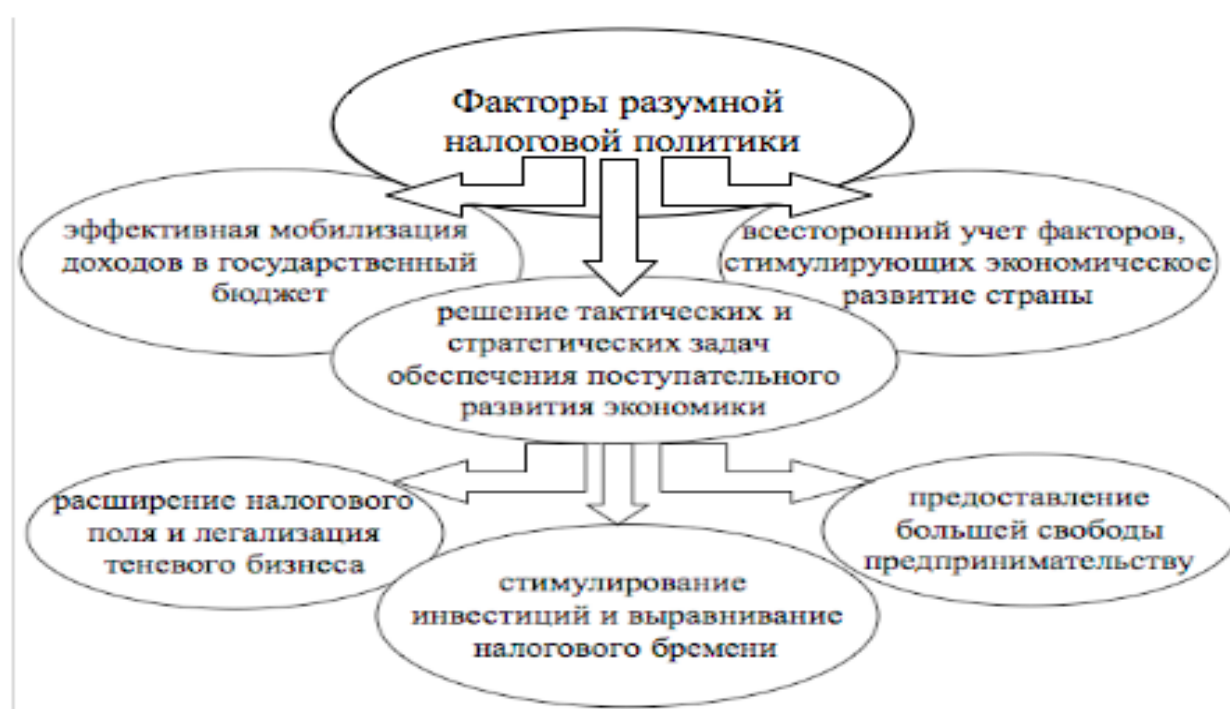 Факторы разумной
налоговой политики
эффективная мобилизация
доходов в государственный
бюджет
всесторонний учет факторов,
стимулирующих экономическое
развитие страны
решение тактических и
стратегических задач
обеспечения поступательного
развития экономики
расширение налогового
поля и легализация
теневого бизнеса
стимулирование
инвестиций и выравнивание
налогового бремени
предоставление
большей свободы
предпринимательству